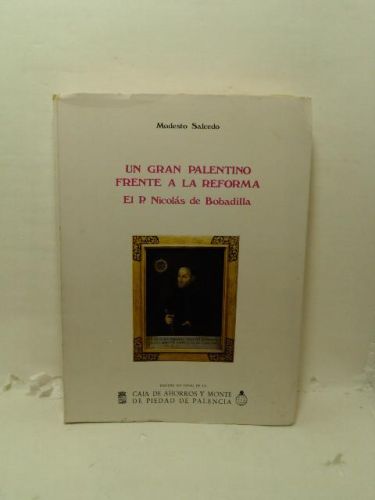 Modesto Salcedo
UN GRAN PALENTINO
FRENTE A LA REFORMA
El P. Nicolás de Bobadilla
CAJA DE AHORROS Y MONTE
DE PIEDAD DE PALENCIA